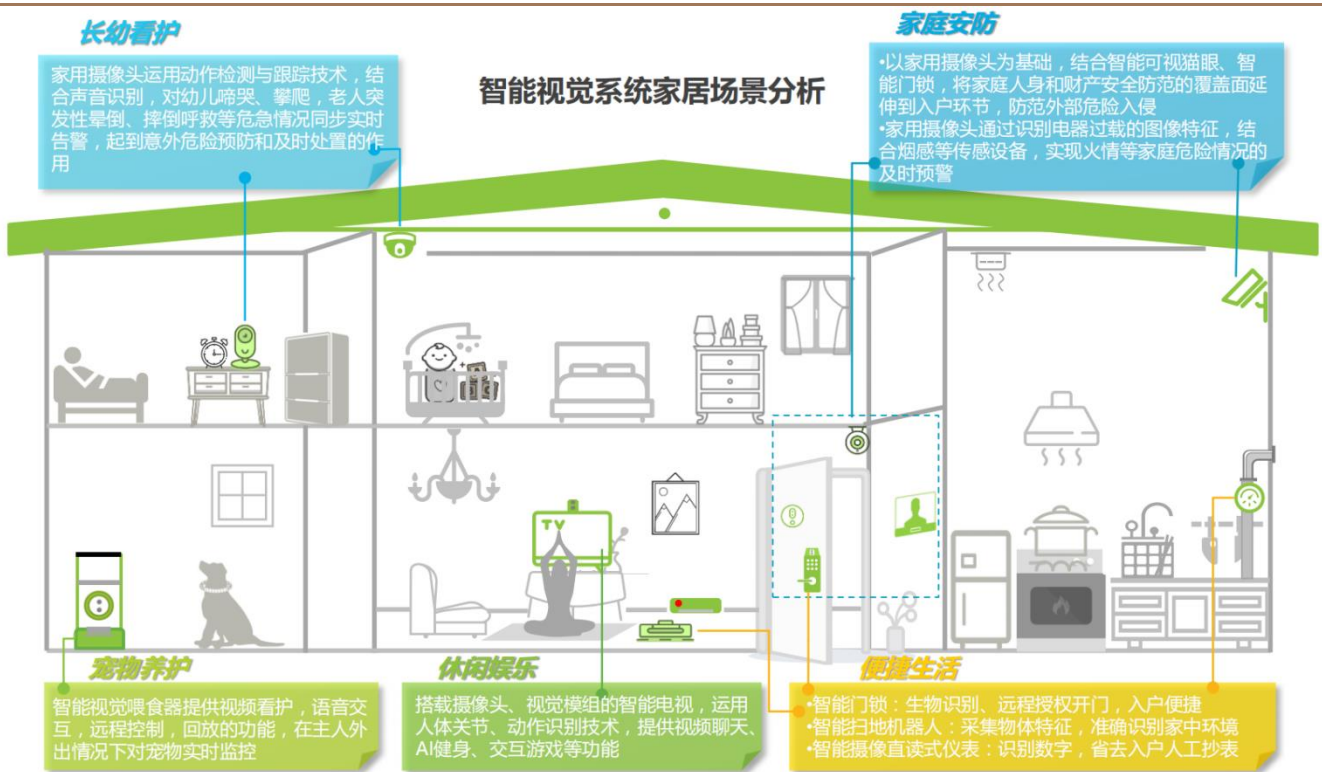 长幼看护
家用摄像头运用动作检测与跟踪技术，结
合声音识别，对幼儿啼哭、攀爬，老人突
发性晕倒、摔倒呼救等危急情况同步实时
告警，起到意外危险预防和及时处置的作
用
智能视觉系统家居场景分析
家庭安防
•以家用摄像头为基础，结合智能可视猫眼、智
能门锁，将家庭人身和财产安全防范的覆盖面延
伸到入户环节，防范外部危险入侵
•家用摄像头通过识别电器过载的图像特征，结
合烟感等传感设备，实现火情等家庭危险情况的
及时预警
TV
宠物养护
智能视觉喂食器提供视频看护，语音交
互，远程控制，回放的功能，在主人外
出情况下对宠物实时监控
休闲娱乐
搭载摄像头、视觉模组的智能电视，运用
人体关节、动作识别技术，提供视频聊天、
AI健身、交互游戏等功能
便捷生活
•智能门锁：生物识别、远程授权开门，入户便捷
•智能扫地机器人：采集物体特征，准确识别家中环境
•智能摄像直读式仪表：识别数字，省去入户人工抄表